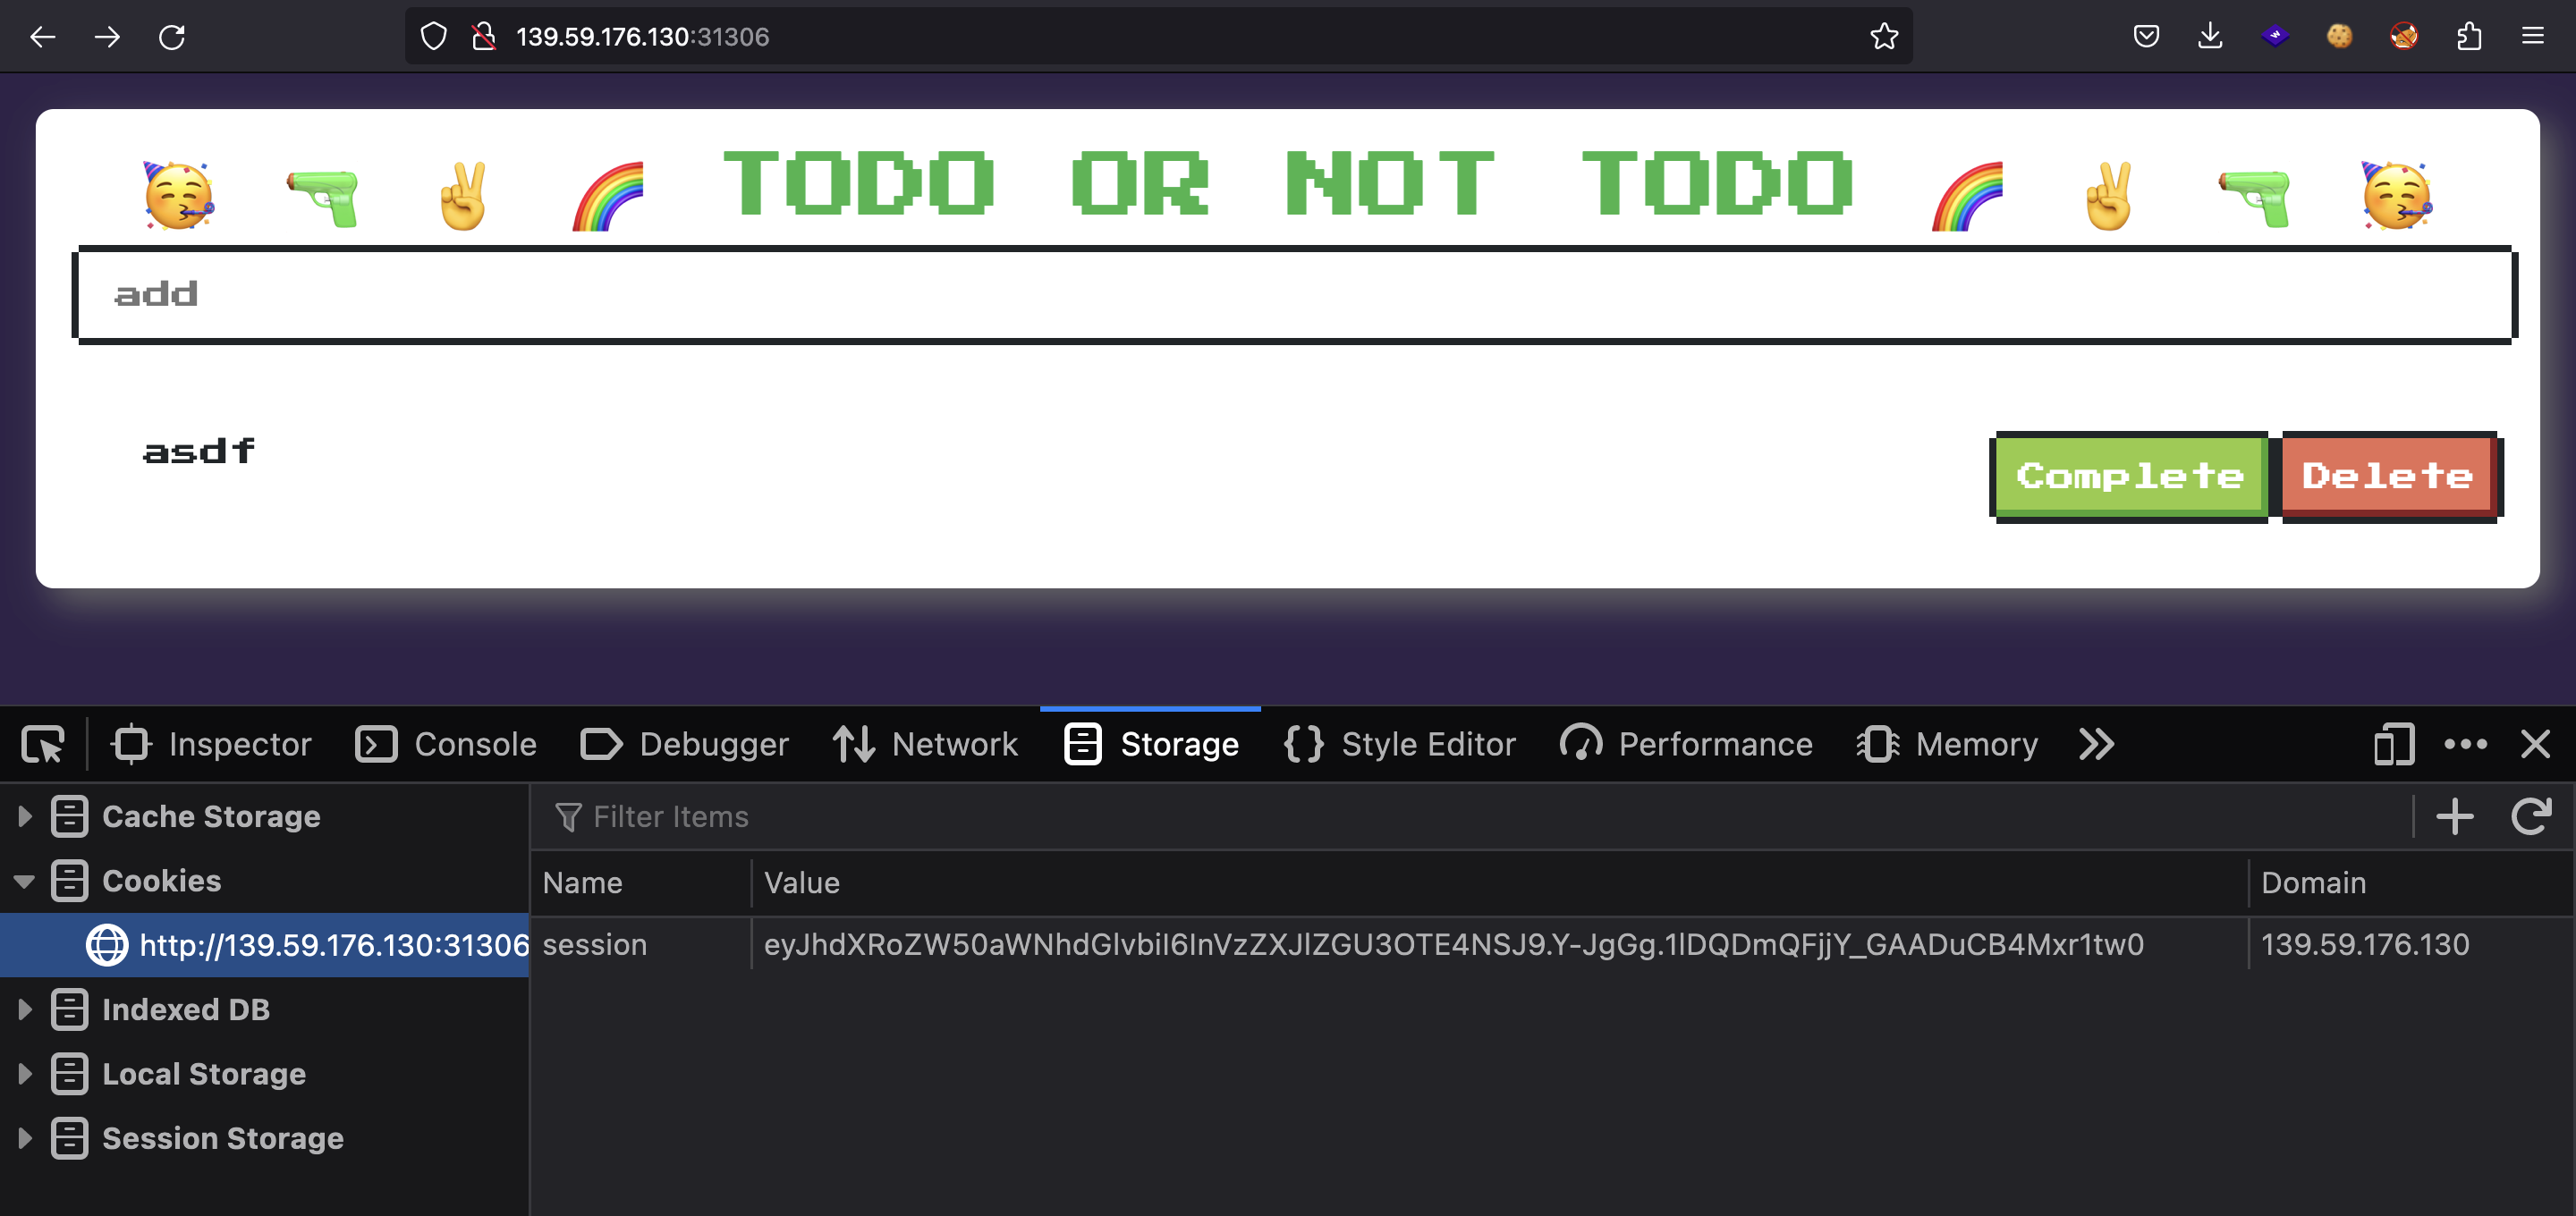 139.59.176.130:31306
TODO OR NOT TODO
add
asdf
Complete Delete
Inspector Console Debugger Network Storage Style Editor Performance Memory
Cache Storage
Filter Items
Cookies
Name Value Domain
http://139.59.176.130:31306
session eyJhdXRoZW50aWNhdGlvbiI6InVzZXJlZGU3OTE4NSJ9.Y-JgGg.1lDQDmQFjjY_GAADuCB4Mxr1tw0 139.59.176.130
Indexed DB
Local Storage
Session Storage